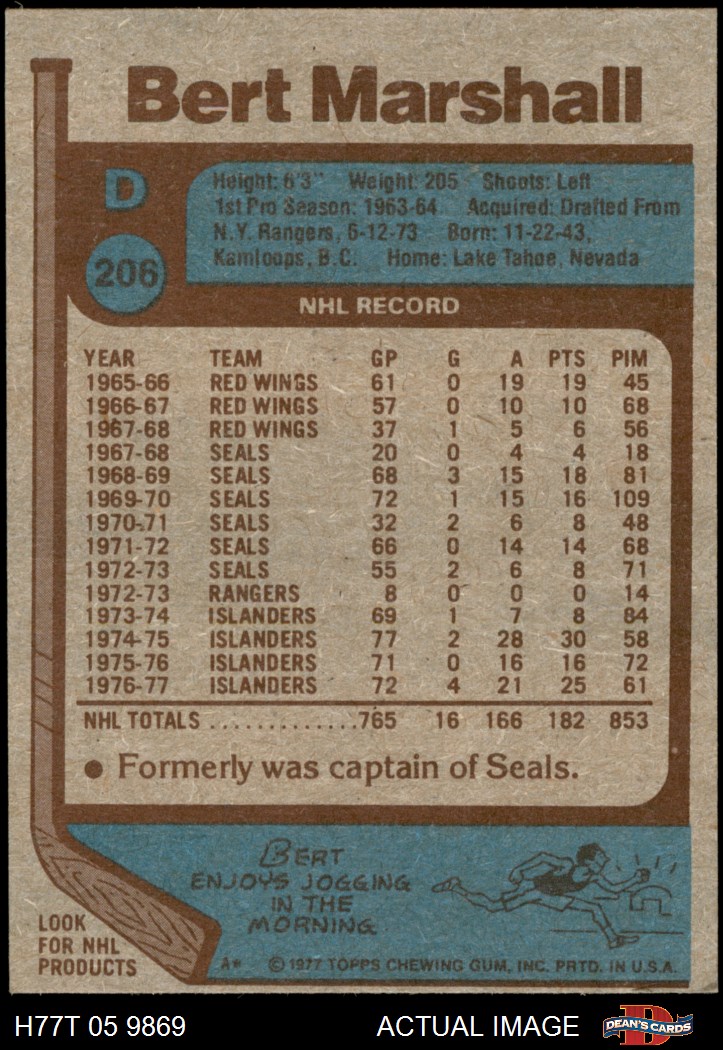 Bert Marshall
D
206
Height: 6'3" Weight: 205 Shoots: Left
1st Pro Season: 1963-64 Acquired: Drafted From
N.Y. Rangers, 6-12-73 Born: 11-22-43,
Kamloops, B.C. Home: Lake Tahoe, Nevada
NHL RECORD
YEAR TEAM GP G A PTS PIM
1965-66 RED WINGS 61 0 19 19 45
1966-67 RED WINGS 57 0 10 10 68
1967-68 RED WINGS 37 1 5 6 56
1967-68 SEALS 20 0 4 4 18
1968-69 SEALS 68 3 15 18 81
1969-70 SEALS 72 1 15 16 109
1970-71 SEALS 32 2 6 8 48
1971-72 SEALS 66 0 14 14 68
1972-73 SEALS 55 2 6 8 71
1972-73 RANGERS 8 0 0 0 14
1973-74 ISLANDERS 69 1 7 8 84
1974-75 ISLANDERS 77 2 28 30 58
1975-76 ISLANDERS 71 0 16 16 72
1976-77 ISLANDERS 72 4 21 25 61
NHL TOTALS .............765 16 166 182 853
● Formerly was captain of Seals.
BERT
ENJOYS JOGGING
IN THE
MORNING
LOOK
FOR NHL
PRODUCTS
A* © 1977 TOPPS CHEWING GUM, INC. PRTD. IN U.S.A.
H77T 05 9869 ACTUAL IMAGE
D
DEAN'S CARDS